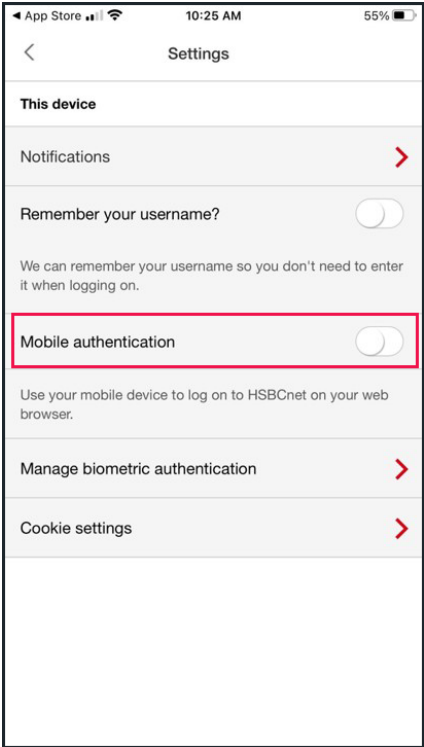 App Store 10:25 AM 55%
Settings
This device
Notifications
Remember your username?
We can remember your username so you don't need to enter
it when logging on.
Mobile authentication
Use your mobile device to log on to HSBCnet on your web
browser.
Manage biometric authentication
Cookie settings